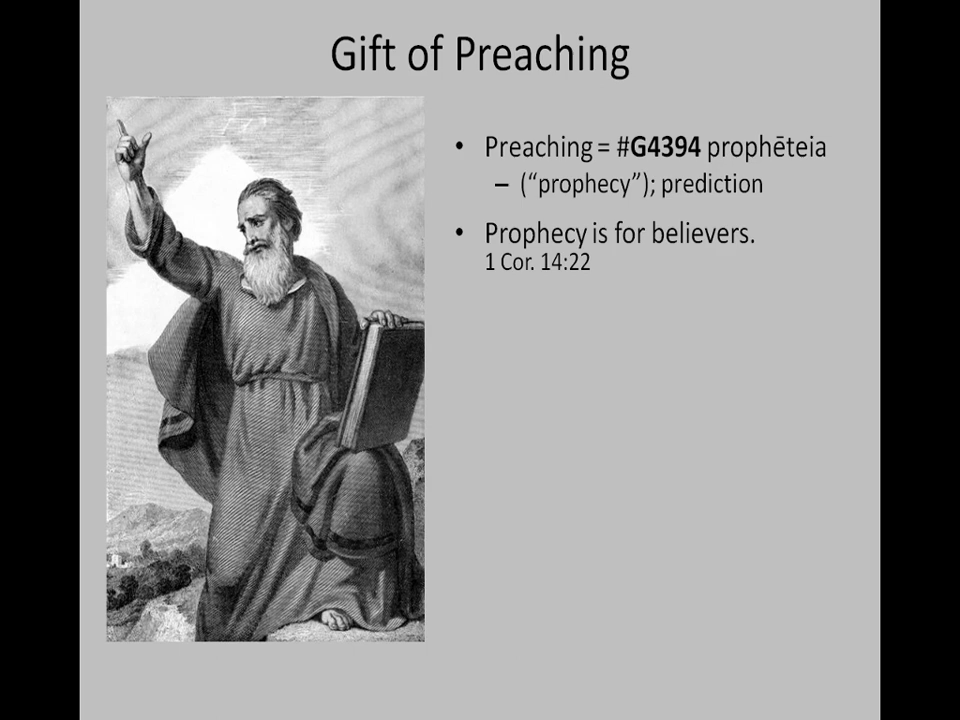 Gift of Preaching
• Preaching = #G4394 prophēteia
– (“prophecy”); prediction
• Prophecy is for believers.
1 Cor. 14:22